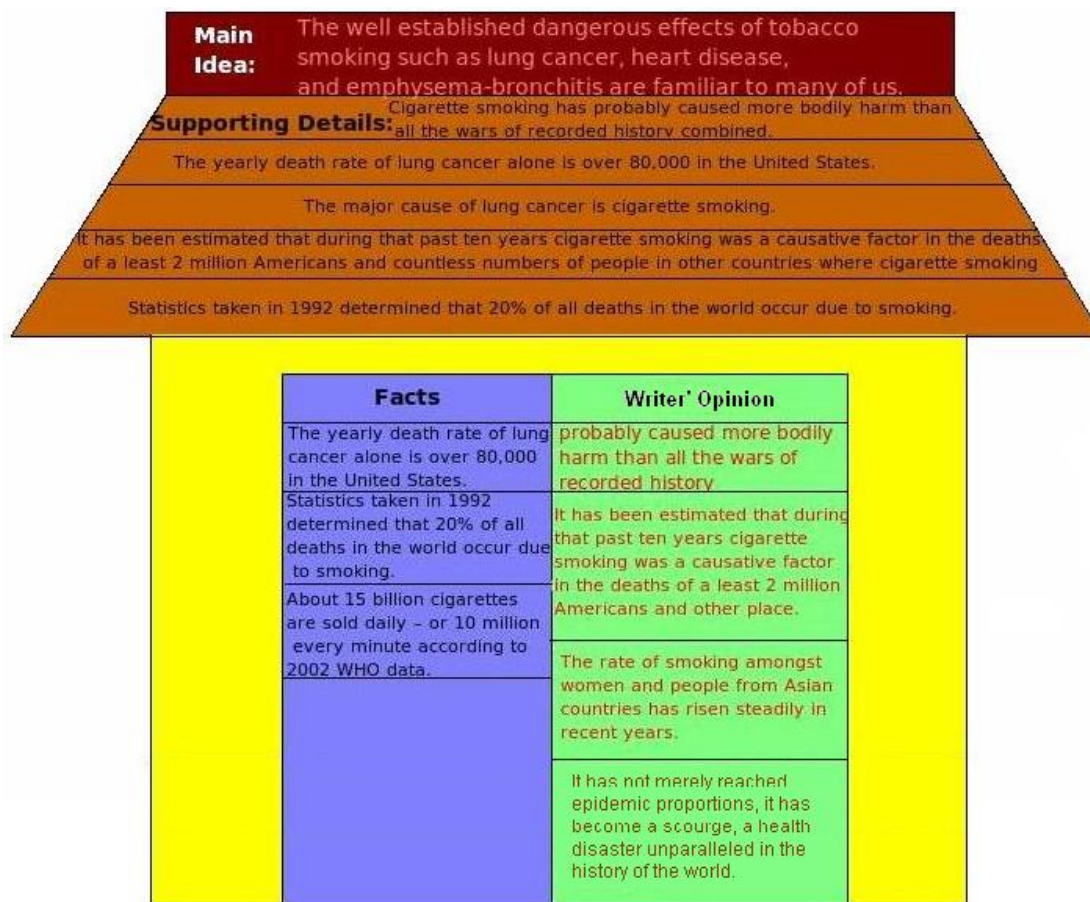 Main
Idea:
The well established dangerous effects of tobacco
smoking such as lung cancer, heart disease,
and emphysema-bronchitis are familiar to many of us.
Supporting Details:
Cigarette smoking has probably caused more bodily harm than
all the wars of recorded history combined.
The yearly death rate of lung cancer alone is over 80,000 in the United States.
The major cause of lung cancer is cigarette smoking.
It has been estimated that during that past ten years cigarette smoking was a causative factor in the deaths
of a least 2 million Americans and countless numbers of people in other countries where cigarette smoking
Statistics taken in 1992 determined that 20% of all deaths in the world occur due to smoking.
Facts
The yearly death rate of lung
cancer alone is over 80,000
in the United States.
Statistics taken in 1992
determined that 20% of all
deaths in the world occur due
to smoking.
About 15 billion cigarettes
are sold daily – or 10 million
every minute according to
2002 WHO data.
Writer' Opinion
probably caused more bodily
harm than all the wars of
recorded history
It has been estimated that during
that past ten years cigarette
smoking was a causative factor
in the deaths of a least 2 million
Americans and other place.
The rate of smoking amongst
women and people from Asian
countries has risen steadily in
recent years.
It has not merely reached
epidemic proportions, it has
become a scourge, a health
disaster unparalleled in the
history of the world.